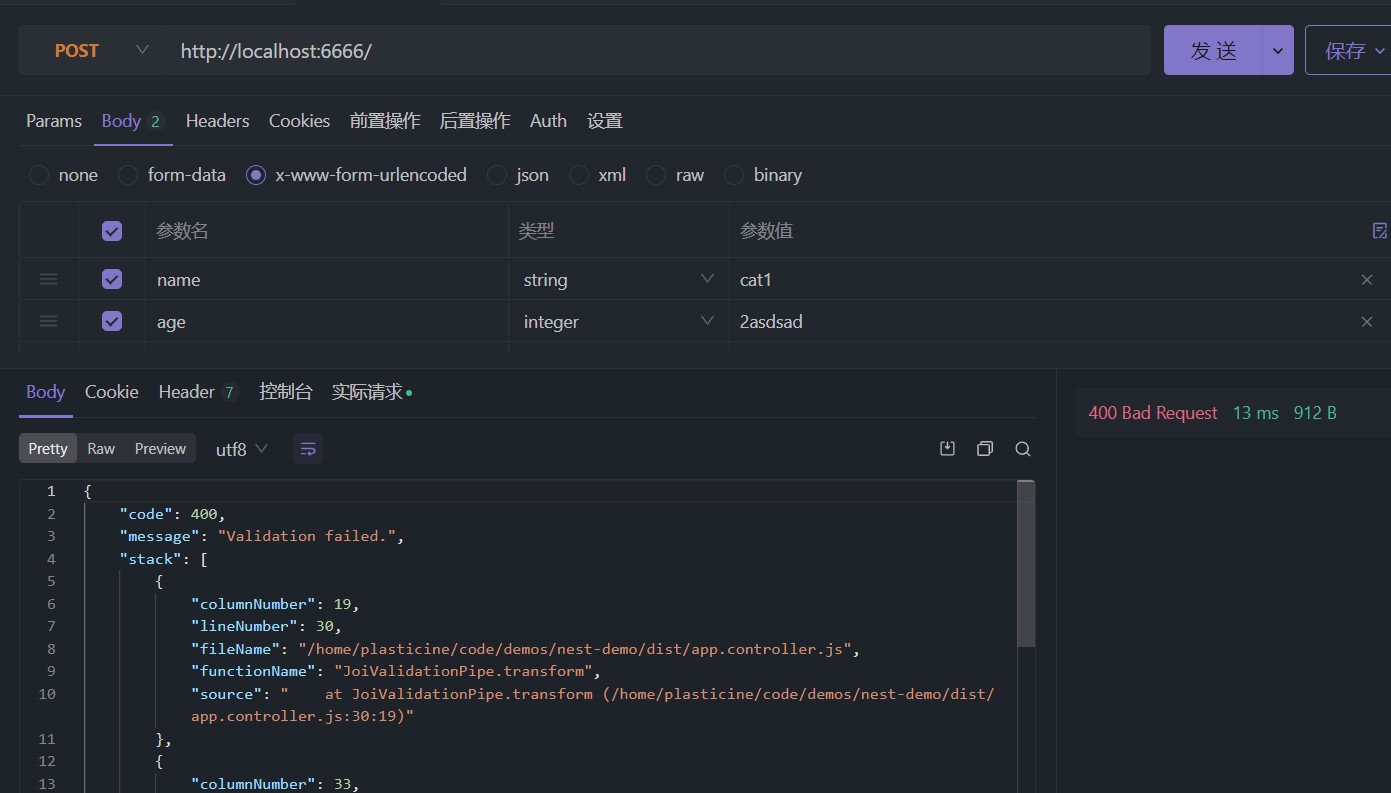 POST http://localhost:6666/ 发 送 保存
Params Body 2 Headers Cookies 前置操作 后置操作 Auth 设置
none form-data x-www-form-urlencoded json xml raw binary
参数名 类型 参数值
name string cat1
age integer 2asdsad
Body Cookie Header 7 控制台 实际请求
400 Bad Request 13 ms 912 B
Pretty Raw Preview utf8
1 {
2 "code": 400,
3 "message": "Validation failed.",
4 "stack": [
5 {
6 "columnNumber": 19,
7 "lineNumber": 30,
8 "fileName": "/home/plasticine/code/demos/nest-demo/dist/app.controller.js",
9 "functionName": "JoiValidationPipe.transform",
10 "source": "    at JoiValidationPipe.transform (/home/plasticine/code/demos/nest-demo/dist/
app.controller.js:30:19)"
11 },
12 {
13 "columnNumber": 33,